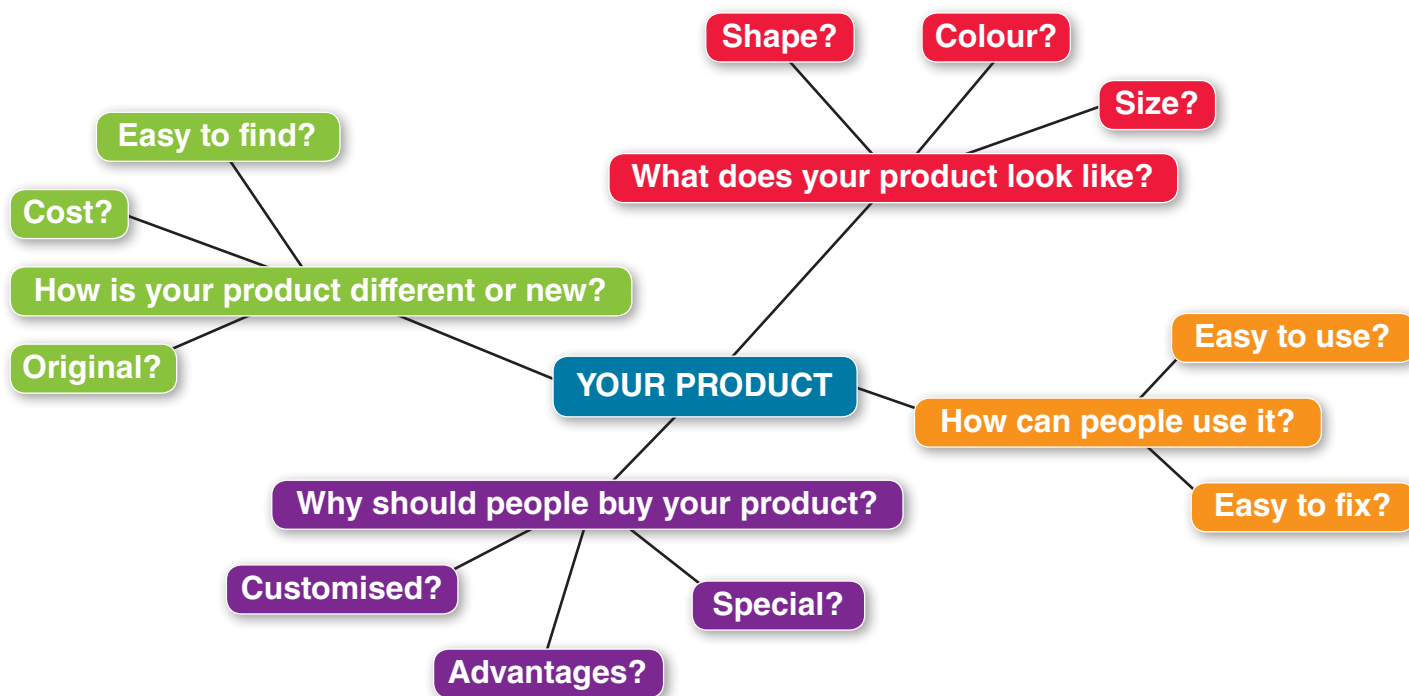 Shape?
Colour?
Size?
What does your product look like?
Easy to find?
Cost?
How is your product different or new?
Original?
YOUR PRODUCT
Easy to use?
How can people use it?
Easy to fix?
Why should people buy your product?
Customised?
Special?
Advantages?